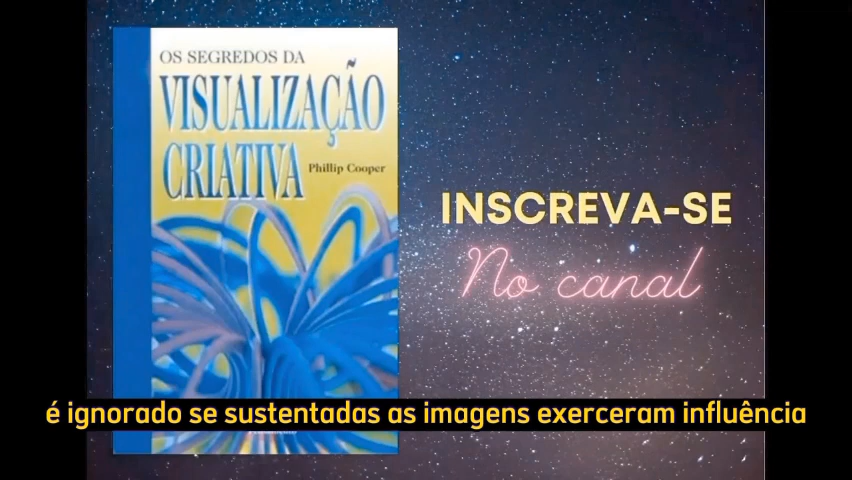 OS SEGREDOS DA
VISUALIZAÇÃO
CRIATIVA
Phillip Cooper
INSCREVA-SE
No canal
é ignorado se sustentadas as imagens exerceram influência